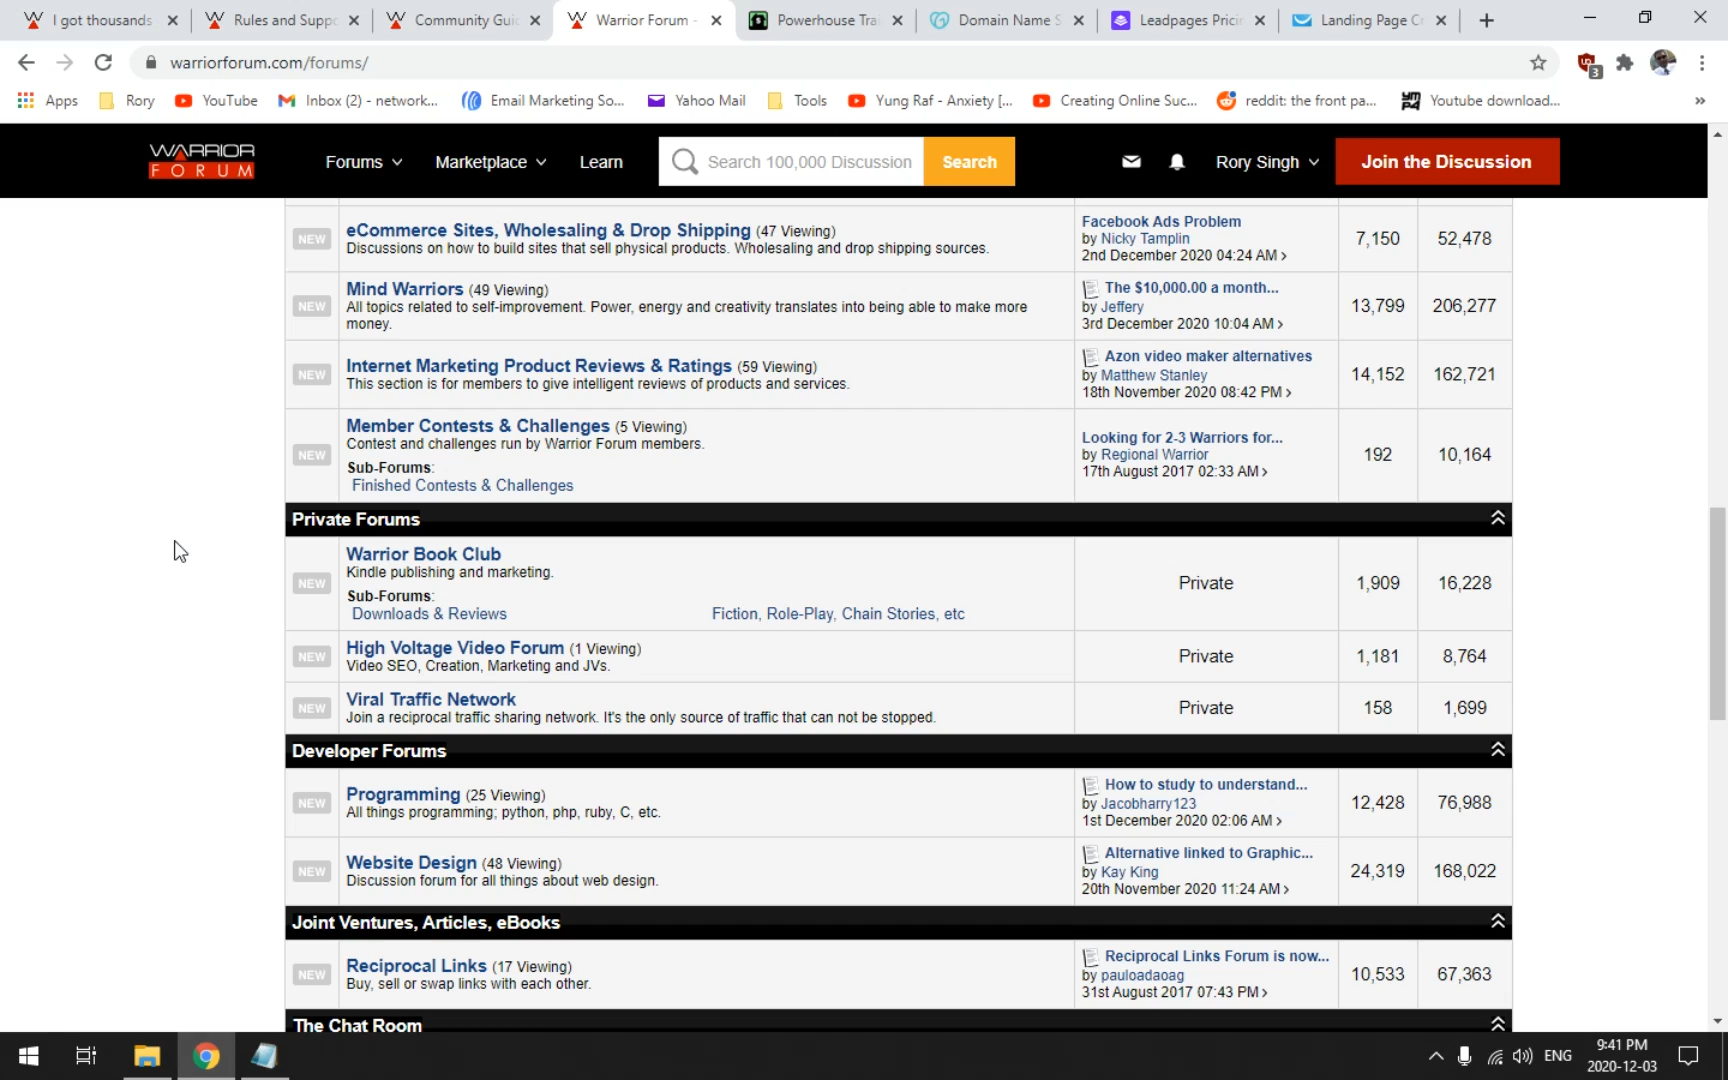 I got thousands
Rules and Suppo
Community Guid
Warrior Forum -
Powerhouse Tra
Domain Name S
Leadpages Pricin
Landing Page Cr
warriorforum.com/forums/
3
Apps
Rory
YouTube
Inbox (2) - network...
Email Marketing So...
Yahoo Mail
Tools
Yung Raf - Anxiety [...
Creating Online Suc...
reddit: the front pa...
Youtube download...
WARRIOR
FORUM
Forums
Marketplace
Learn
Search 100,000 Discussion
Search
Rory Singh
Join the Discussion
NEW
eCommerce Sites, Wholesaling & Drop Shipping (47 Viewing)
Discussions on how to build sites that sell physical products. Wholesaling and drop shipping sources.
Facebook Ads Problem
by Nicky Tamplin
2nd December 2020 04:24 AM >
7,150
52,478
NEW
Mind Warriors (49 Viewing)
All topics related to self-improvement. Power, energy and creativity translates into being able to make more
money.
The $10,000.00 a month...
by Jeffery
3rd December 2020 10:04 AM >
13,799
206,277
NEW
Internet Marketing Product Reviews & Ratings (59 Viewing)
This section is for members to give intelligent reviews of products and services.
Azon video maker alternatives
by Matthew Stanley
18th November 2020 08:42 PM >
14,152
162,721
NEW
Member Contests & Challenges (5 Viewing)
Contest and challenges run by Warrior Forum members.
Sub-Forums:
Finished Contests & Challenges
Looking for 2-3 Warriors for...
by Regional Warrior
17th August 2017 02:33 AM >
192
10,164
Private Forums
NEW
Warrior Book Club
Kindle publishing and marketing.
Sub-Forums:
Downloads & Reviews
Fiction, Role-Play, Chain Stories, etc
Private
1,909
16,228
NEW
High Voltage Video Forum (1 Viewing)
Video SEO, Creation, Marketing and JVs.
Private
1,181
8,764
NEW
Viral Traffic Network
Join a reciprocal traffic sharing network. It's the only source of traffic that can not be stopped.
Private
158
1,699
Developer Forums
NEW
Programming (25 Viewing)
All things programming; python, php, ruby, C, etc.
How to study to understand...
by Jacobharry123
1st December 2020 02:06 AM >
12,428
76,988
NEW
Website Design (48 Viewing)
Discussion forum for all things about web design.
Alternative linked to Graphic...
by Kay King
20th November 2020 11:24 AM >
24,319
168,022
Joint Ventures, Articles, eBooks
NEW
Reciprocal Links (17 Viewing)
Buy, sell or swap links with each other.
Reciprocal Links Forum is now...
by pauloadaoag
31st August 2017 07:43 PM >
10,533
67,363
The Chat Room
ENG
9:41 PM
2020-12-03